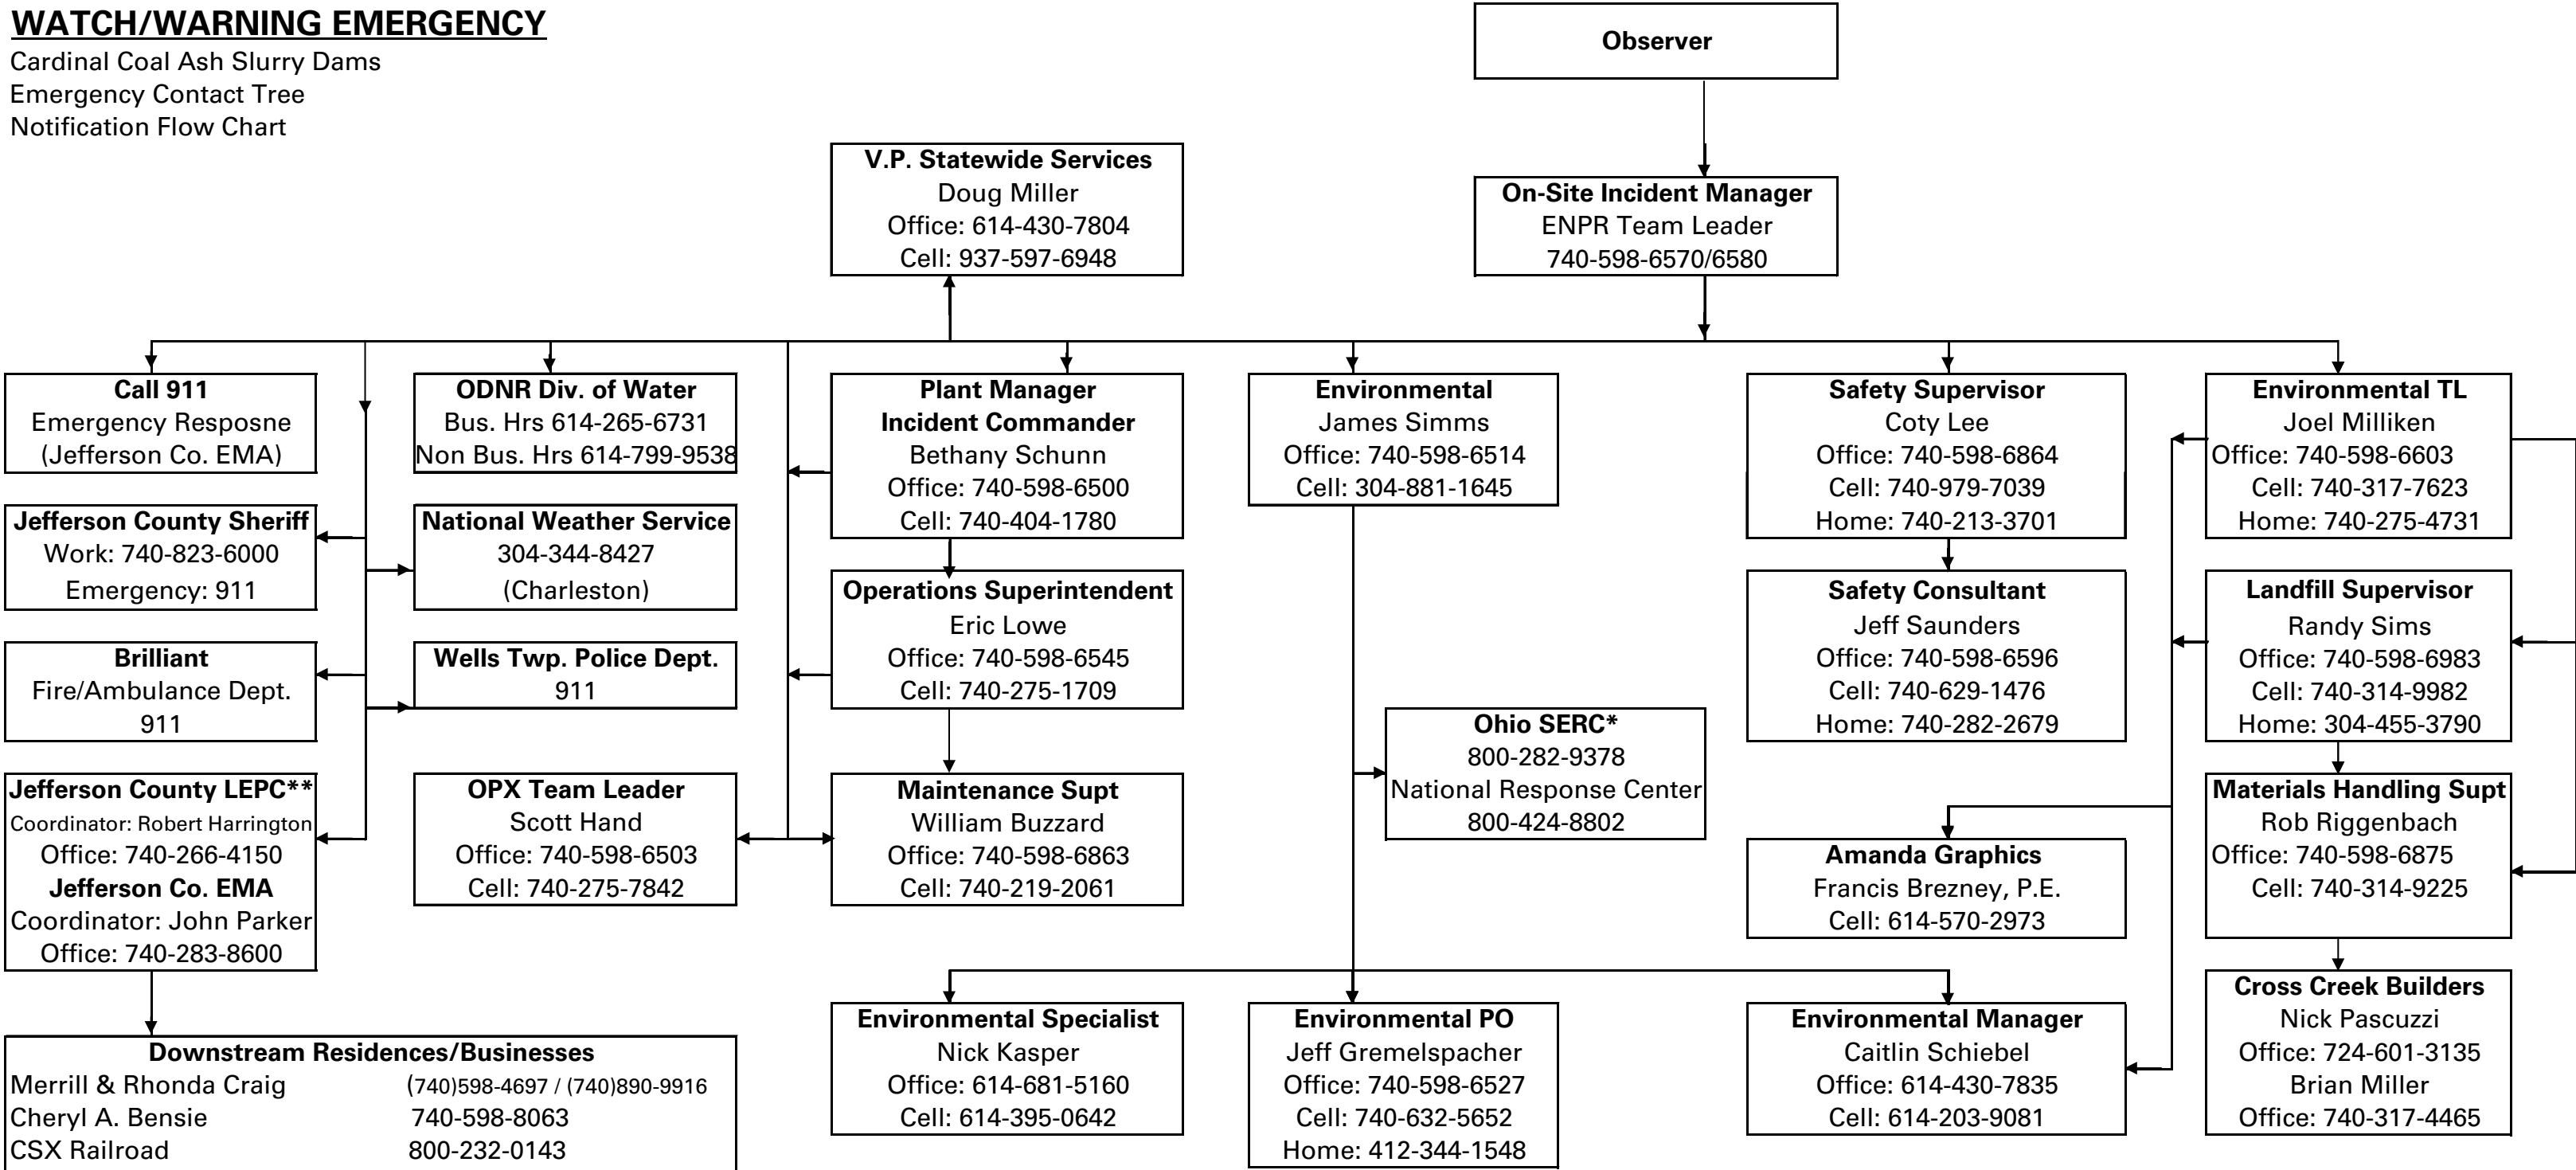 WATCH/WARNING EMERGENCY
Cardinal Coal Ash Slurry Dams
Emergency Contact Tree
Notification Flow Chart
Observer
V.P. Statewide Services
Doug Miller
Office: 614-430-7804
Cell: 937-597-6948
On-Site Incident Manager
ENPR Team Leader
740-598-6570/6580
Call 911
Emergency Resposne
(Jefferson Co. EMA)
ODNR Div. of Water
Bus. Hrs 614-265-6731
Non Bus. Hrs 614-799-9538
Plant Manager
Incident Commander
Bethany Schunn
Office: 740-598-6500
Cell: 740-404-1780
Environmental
James Simms
Office: 740-598-6514
Cell: 304-881-1645
Safety Supervisor
Coty Lee
Office: 740-598-6864
Cell: 740-979-7039
Home: 740-213-3701
Environmental TL
Joel Milliken
Office: 740-598-6603
Cell: 740-317-7623
Home: 740-275-4731
Jefferson County Sheriff
Work: 740-823-6000
Emergency: 911
National Weather Service
304-344-8427
(Charleston)
Operations Superintendent
Eric Lowe
Office: 740-598-6545
Cell: 740-275-1709
Safety Consultant
Jeff Saunders
Office: 740-598-6596
Cell: 740-629-1476
Home: 740-282-2679
Landfill Supervisor
Randy Sims
Office: 740-598-6983
Cell: 740-314-9982
Home: 304-455-3790
Brilliant
Fire/Ambulance Dept.
911
Wells Twp. Police Dept.
911
Ohio SERC*
800-282-9378
National Response Center
800-424-8802
Jefferson County LEPC**
Coordinator: Robert Harrington
Office: 740-266-4150
Jefferson Co. EMA
Coordinator: John Parker
Office: 740-283-8600
OPX Team Leader
Scott Hand
Office: 740-598-6503
Cell: 740-275-7842
Maintenance Supt
William Buzzard
Office: 740-598-6863
Cell: 740-219-2061
Amanda Graphics
Francis Brezney, P.E.
Cell: 614-570-2973
Materials Handling Supt
Rob Riggenbach
Office: 740-598-6875
Cell: 740-314-9225
Downstream Residences/Businesses
Merrill & Rhonda Craig (740)598-4697 / (740)890-9916
Cheryl A. Bensie 740-598-8063
CSX Railroad 800-232-0143
Environmental Specialist
Nick Kasper
Office: 614-681-5160
Cell: 614-395-0642
Environmental PO
Jeff Gremelspacher
Office: 740-598-6527
Cell: 740-632-5652
Home: 412-344-1548
Environmental Manager
Caitlin Schiebel
Office: 614-430-7835
Cell: 614-203-9081
Cross Creek Builders
Nick Pascuzzi
Office: 724-601-3135
Brian Miller
Office: 740-317-4465